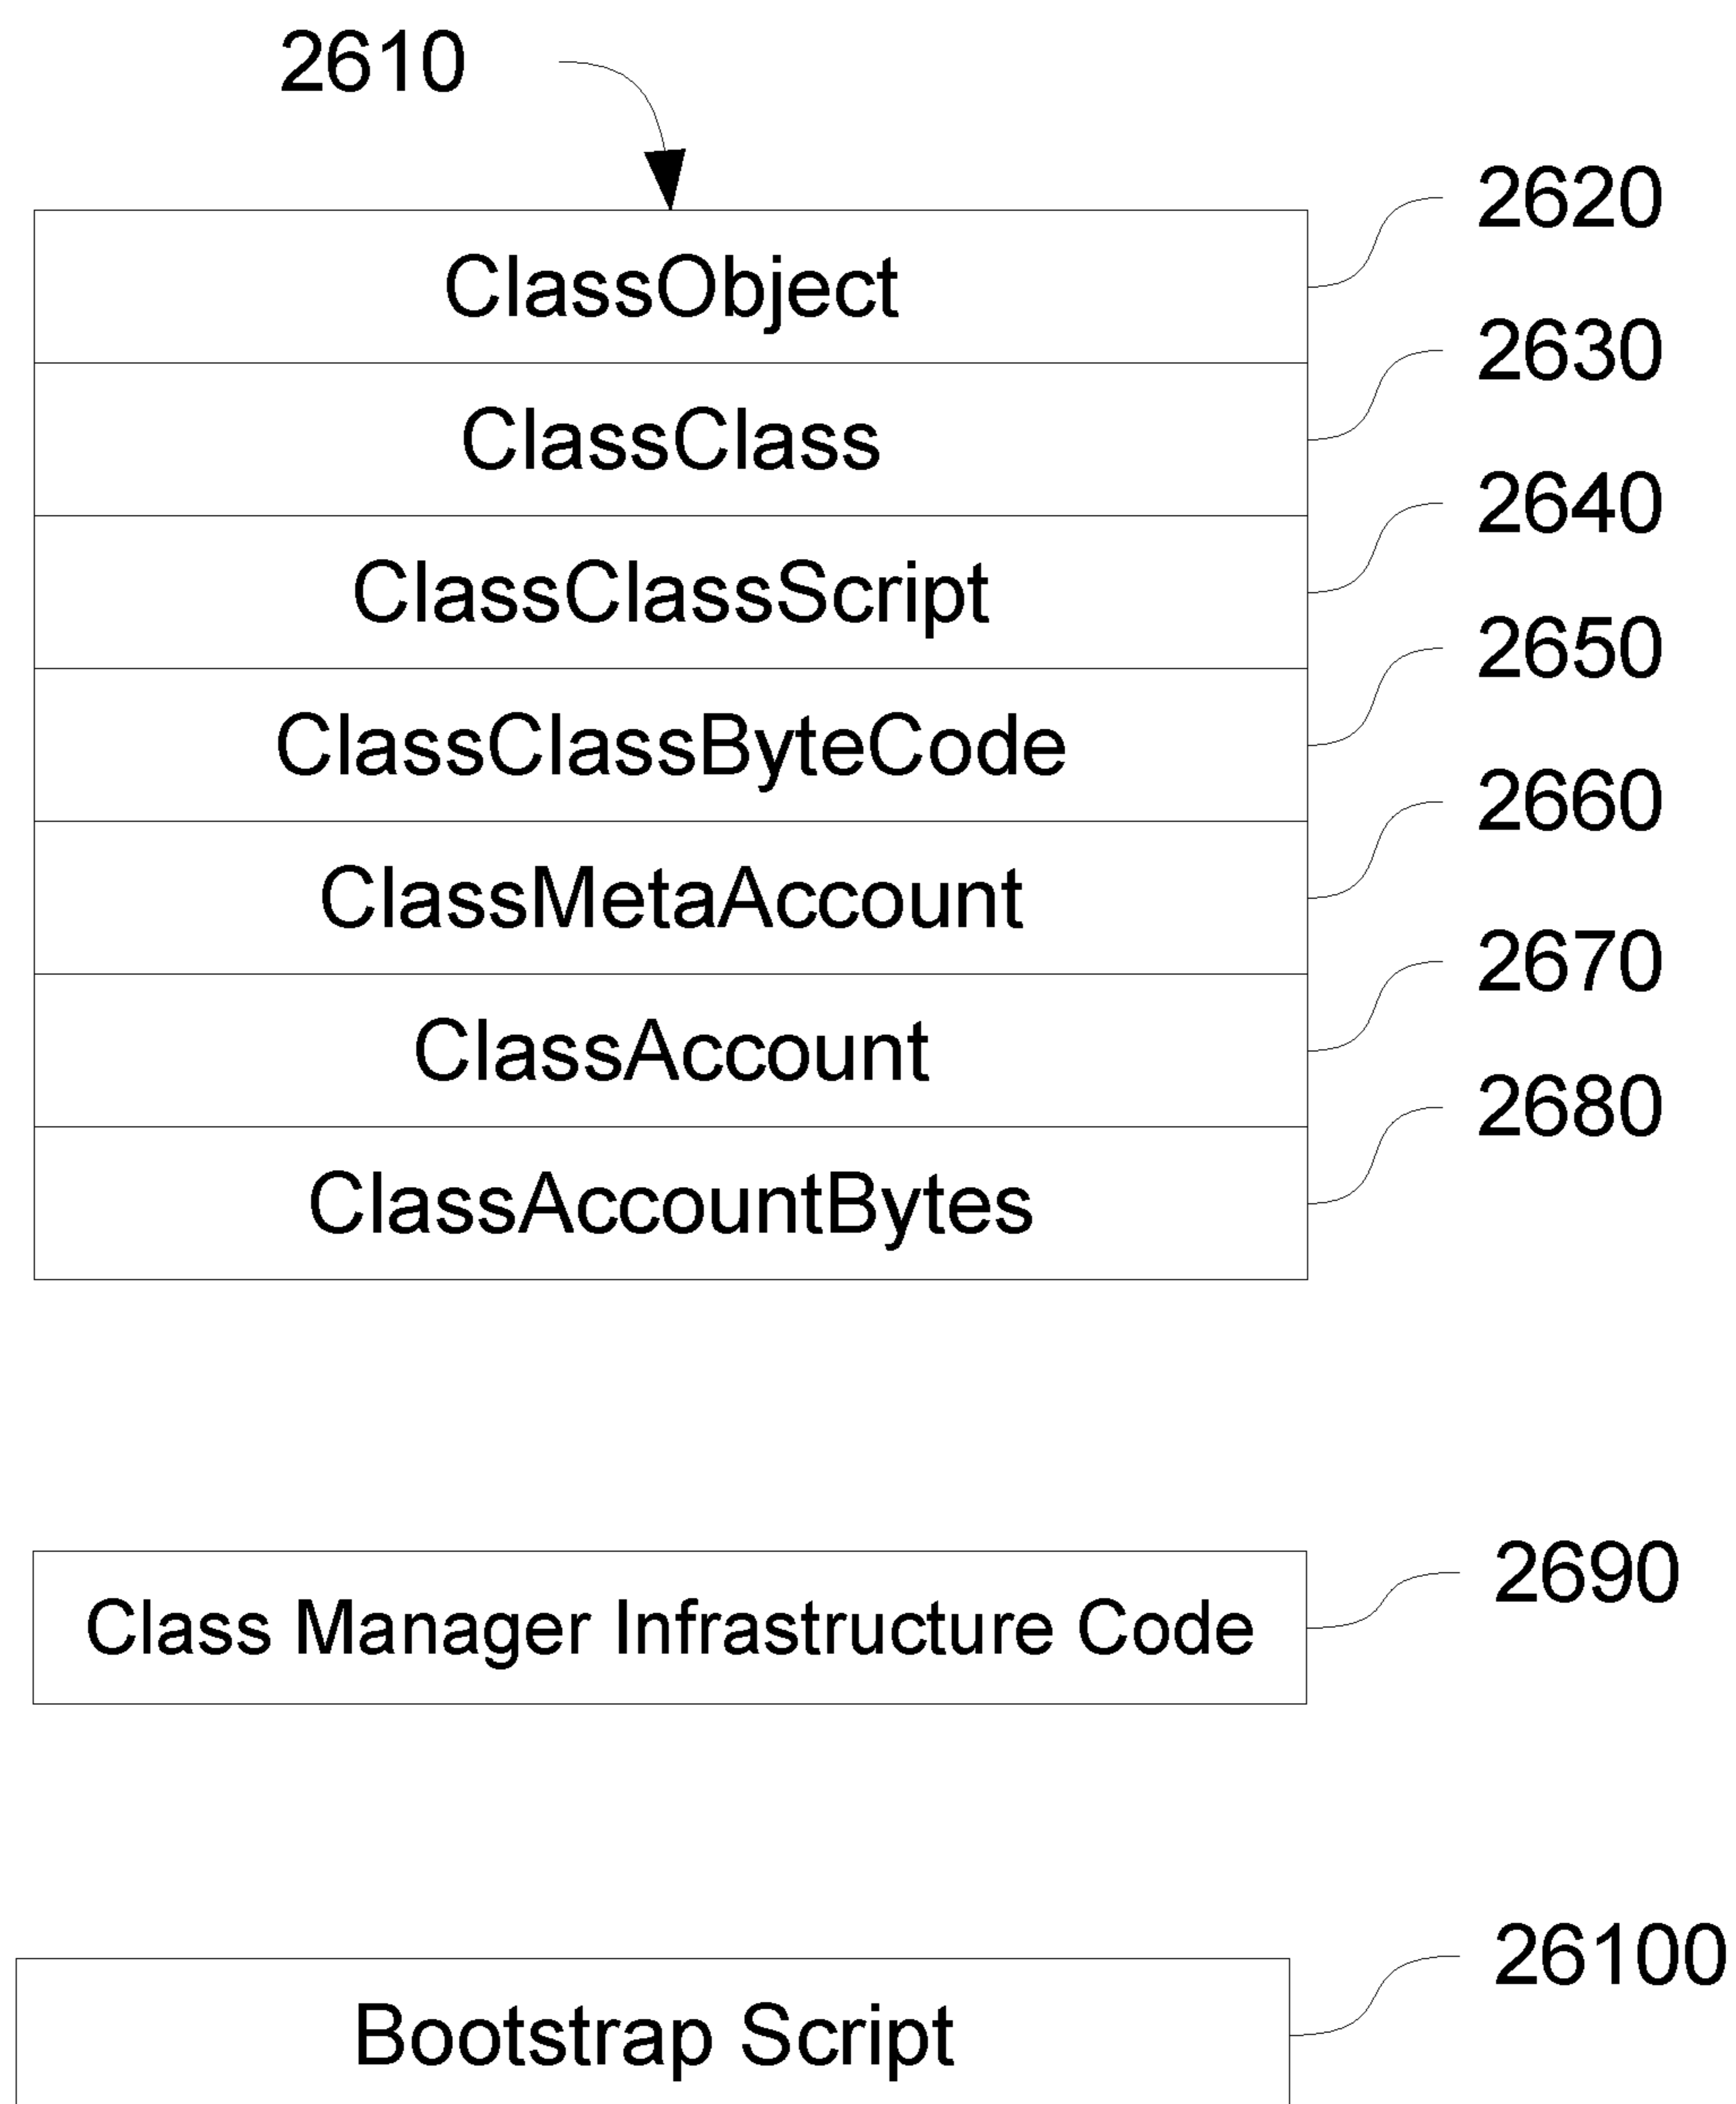 2610
2620
ClassObject
2630
ClassClass
2640
ClassClassScript
2650
ClassClassByteCode
2660
ClassMetaAccount
2670
ClassAccount
2680
ClassAccountBytes
2690
Class Manager Infrastructure Code
26100
Bootstrap Script